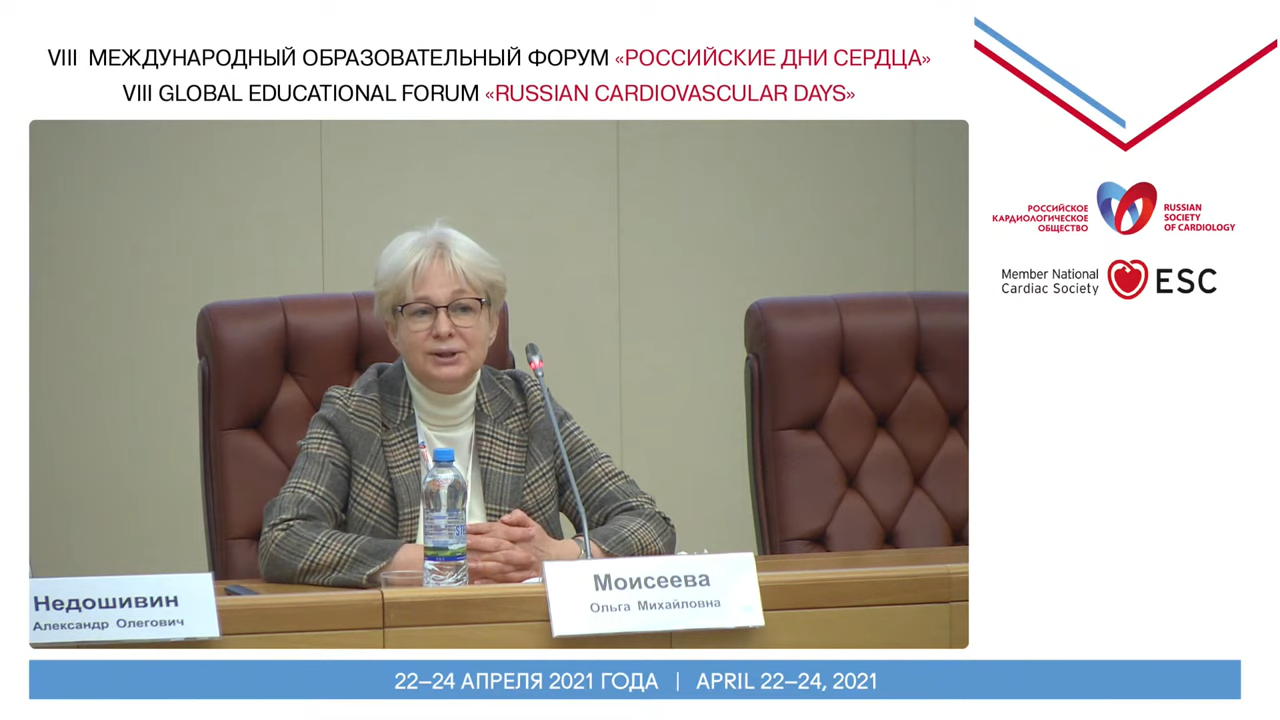 VIII МЕЖДУНАРОДНЫЙ ОБРАЗОВАТЕЛЬНЫЙ ФОРУМ «РОССИЙСКИЕ ДНИ СЕРДЦА»
VIII GLOBAL EDUCATIONAL FORUM «RUSSIAN CARDIOVASCULAR DAYS»
РОССИЙСКОЕ
КАРДИОЛОГИЧЕСКОЕ
ОБЩЕСТВО
RUSSIAN
SOCIETY
OF CARDIOLOGY
Member National
Cardiac Society
ESC
Недошивин
Александр Олегович
Моисеева
Ольга Михайловна
22–24 АПРЕЛЯ 2021 ГОДА | APRIL 22–24, 2021